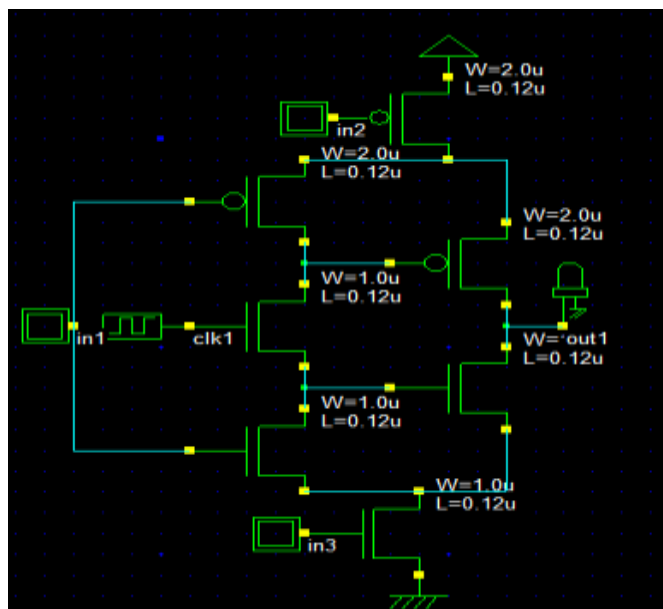 W=2.0u
L=0.12u
in2
W=2.0u
L=0.12u
W=2.0u
L=0.12u
W=1.0u
L=0.12u
in1
clk1
W=
out1
L=0.12u
W=1.0u
L=0.12u
W=1.0u
L=0.12u
in3